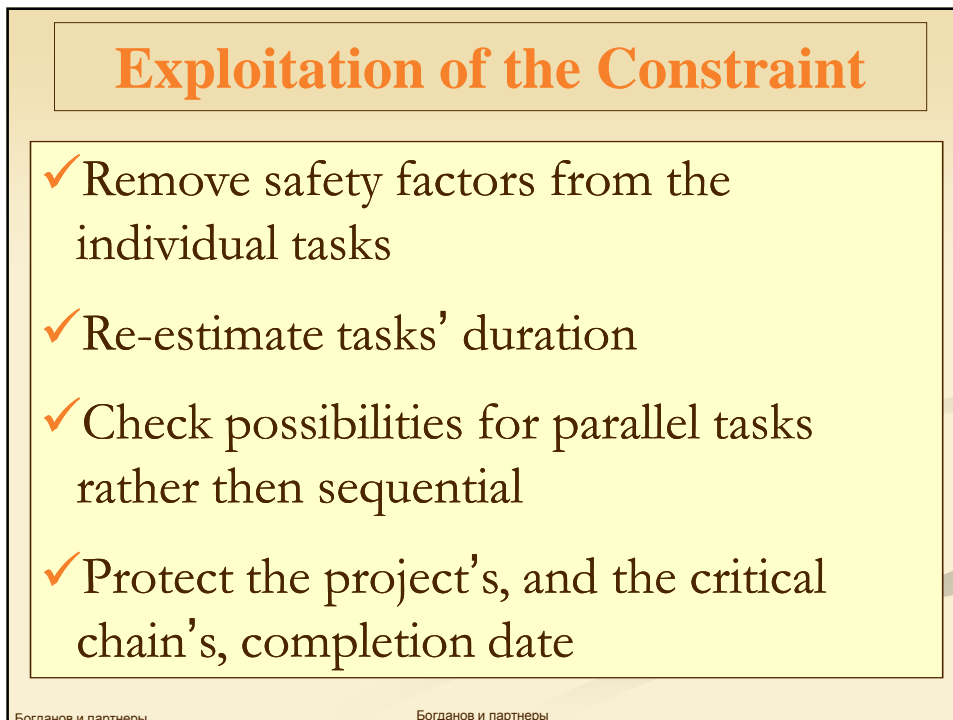 Exploitation of the Constraint
✓Remove safety factors from the
individual tasks
✓Re-estimate tasks’ duration
✓Check possibilities for parallel tasks
rather then sequential
✓Protect the project’s, and the critical
chain’s, completion date
Богданов и партнеры
Богданов и партнеры